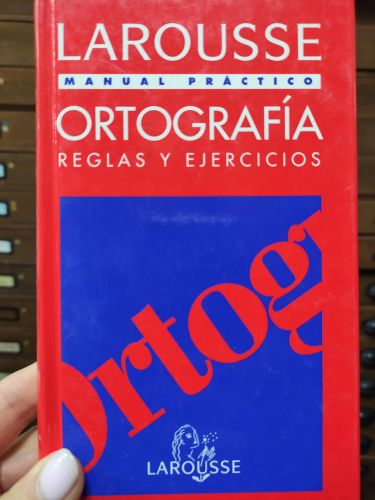 LAROUSSE
MANUAL PRÁCTICO
ORTOGRAFÍA
REGLAS Y EJERCICIOS
Ortog
LAROUSSE